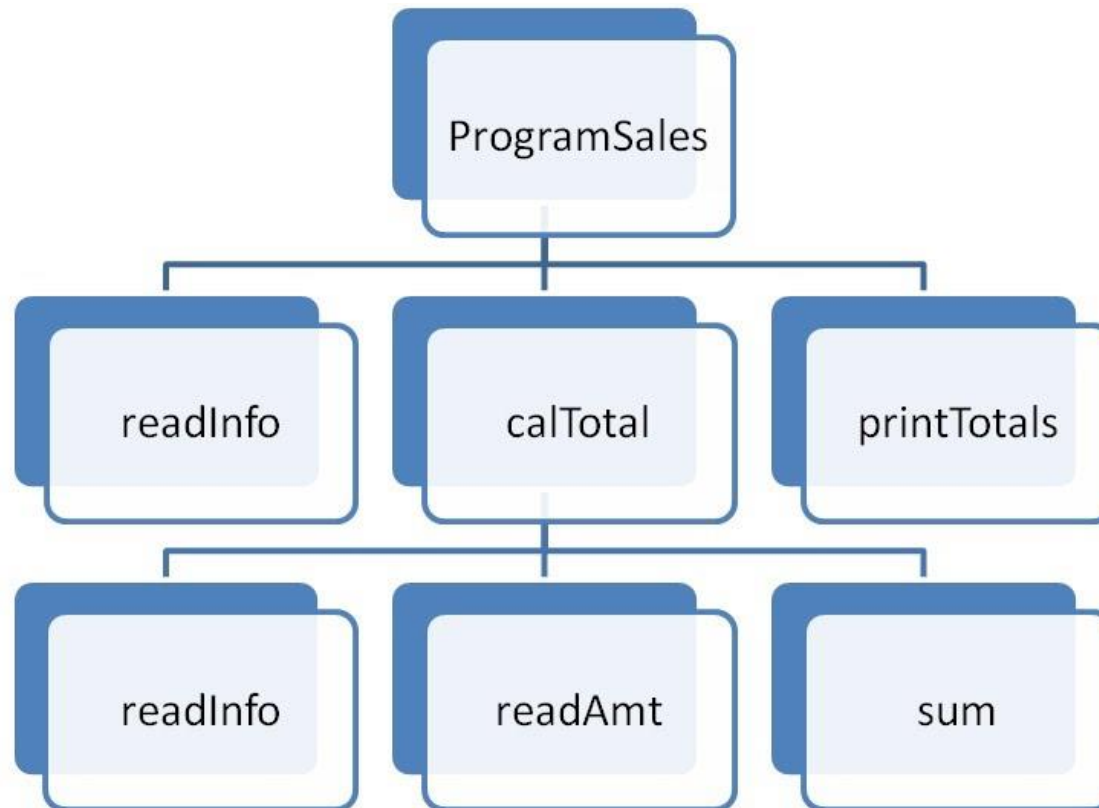 ProgramSales
readInfo
calTotal
printTotals
readInfo
readAmt
sum